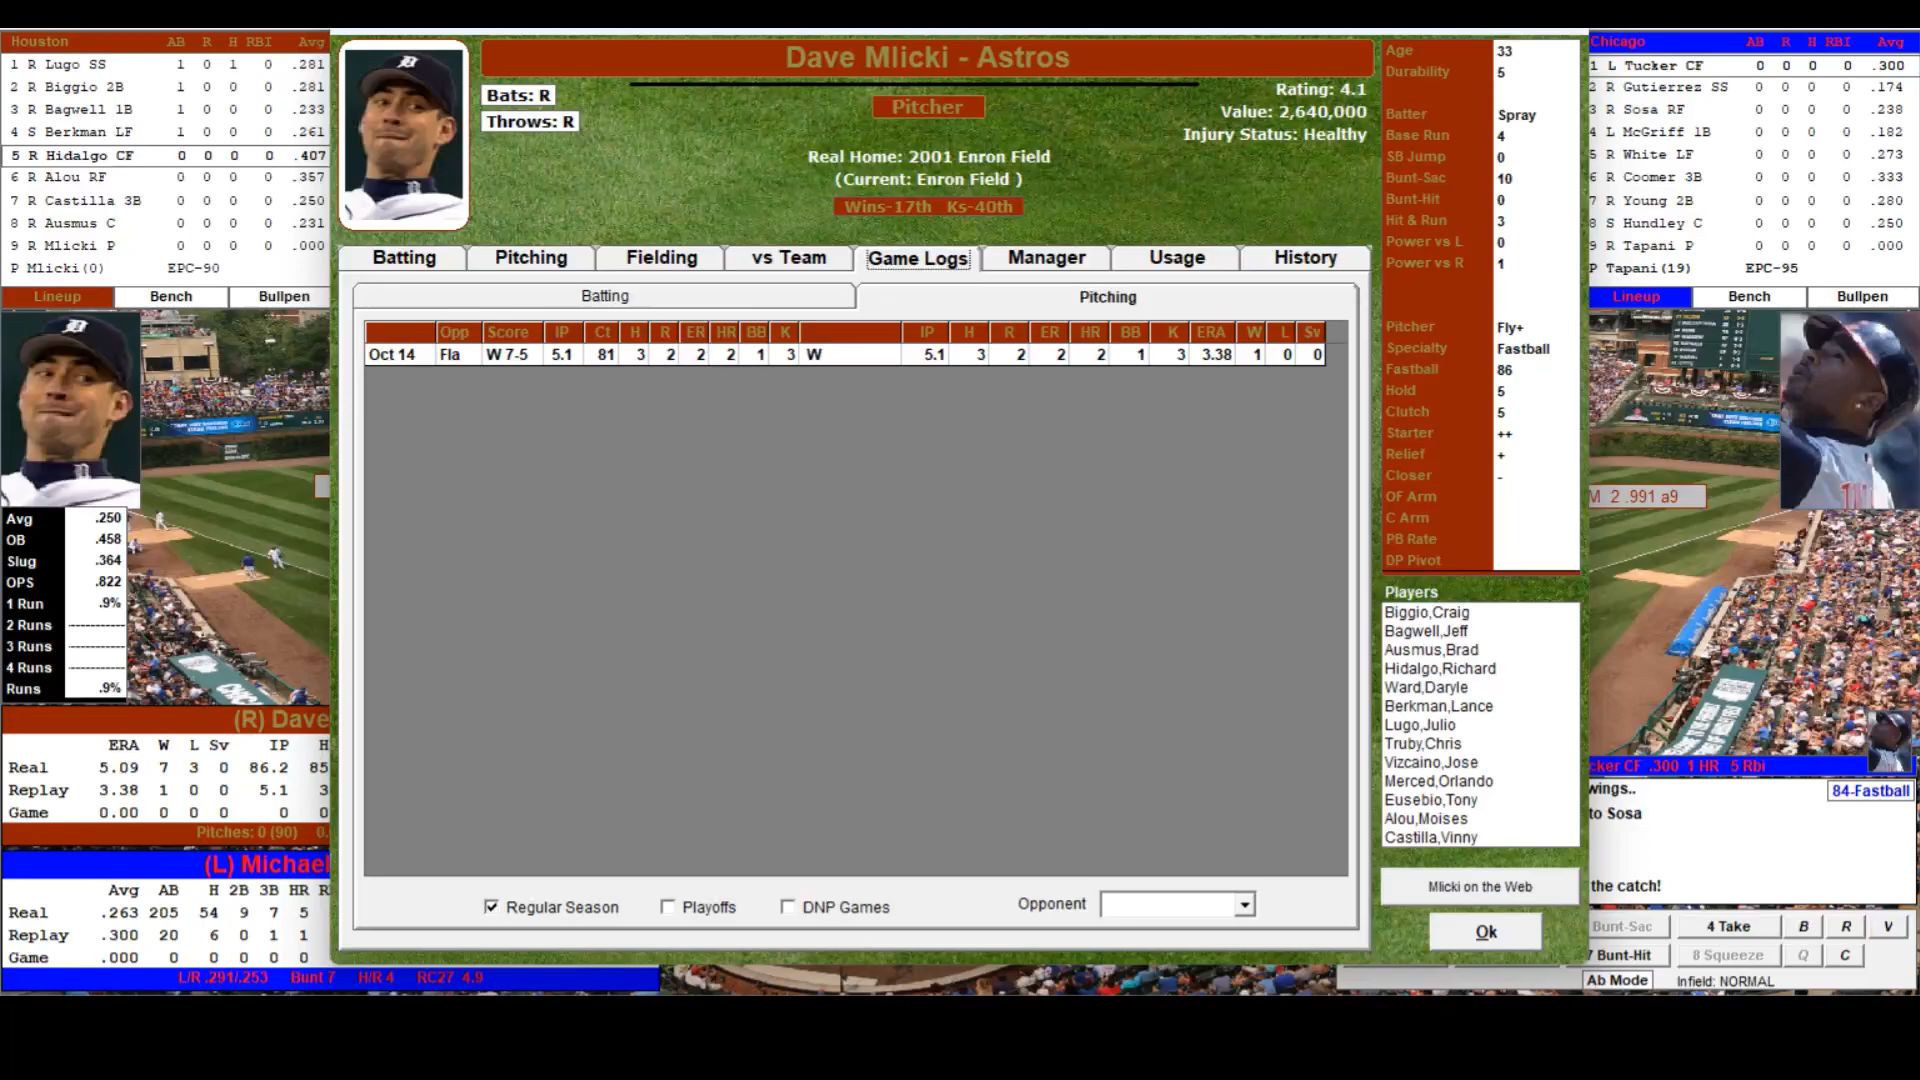 Houston AB R H RBI Avg
1 R Lugo SS 1 0 1 0 .281
2 R Biggio 2B 1 0 0 0 .281
3 R Bagwell 1B 1 0 0 0 .233
4 S Berkman LF 1 0 0 0 .261
5 R Hidalgo CF 0 0 0 0 .407
6 R Alou RF 0 0 0 0 .357
7 R Castilla 3B 0 0 0 0 .250
8 R Ausmus C 0 0 0 0 .231
9 R Mlicki P 0 0 0 0 .000
P Mlicki(0) EPC-90
Lineup Bench Bullpen
Avg .250
OB .458
Slug .364
OPS .822
1 Run .9%
2 Runs -----------
3 Runs -----------
4 Runs -----------
Runs .9%
(R) Dave
ERA W L Sv IP H
Real 5.09 7 3 0 86.2 85
Replay 3.38 1 0 0 5.1 3
Game 0.00 0 0 0 0 0
Pitches: 0 (90) 0.
(L) Michael
Avg AB H 2B 3B HR R
Real .263 205 54 9 7 5
Replay .300 20 6 0 1 1
Game .000 0 0 0 0 0
L/R .291/.253 Bunt 7 H/R 4 RC27 4.9
Dave Mlicki - Astros
Bats: R
Throws: R
Pitcher
Rating: 4.1
Value: 2,640,000
Injury Status: Healthy
Real Home: 2001 Enron Field
(Current: Enron Field )
Wins-17th Ks-40th
Batting Pitching Fielding vs Team Game Logs Manager Usage History
Batting Pitching
Opp Score IP Ct H R ER HR BB K IP H R ER HR BB K ERA W L Sv
Oct 14 Fla W 7-5 5.1 81 3 2 2 2 1 3 W 5.1 3 2 2 2 1 3 3.38 1 0 0
Regular Season Playoffs DNP Games Opponent
Age 33
Durability 5
Batter Spray
Base Run 4
SB Jump 0
Bunt-Sac 10
Bunt-Hit 0
Hit & Run 3
Power vs L 0
Power vs R 1
Pitcher Fly+
Specialty Fastball
Fastball 86
Hold 5
Clutch 5
Starter ++
Relief +
Closer -
OF Arm
C Arm
PB Rate
DP Pivot
Players
Biggio,Craig
Bagwell,Jeff
Ausmus,Brad
Hidalgo,Richard
Ward,Daryle
Berkman,Lance
Lugo,Julio
Truby,Chris
Vizcaino,Jose
Merced,Orlando
Eusebio,Tony
Alou,Moises
Castilla,Vinny
Mlicki on the Web
Ok
Chicago AB R H RBI Avg
1 L Tucker CF 0 0 0 0 .300
2 R Gutierrez SS 0 0 0 0 .174
3 R Sosa RF 0 0 0 0 .238
4 L McGriff 1B 0 0 0 0 .182
5 R White LF 0 0 0 0 .273
6 R Coomer 3B 0 0 0 0 .333
7 R Young 2B 0 0 0 0 .280
8 S Hundley C 0 0 0 0 .250
9 R Tapani P 0 0 0 0 .000
P Tapani(19) EPC-95
Lineup Bench Bullpen
M 2 .991 a9
cker CF .300 1 HR 5 Rbi
wings..
84-Fastball
to Sosa
the catch!
Bunt-Sac 4 Take B R V
7 Bunt-Hit 8 Squeeze Q C
Ab Mode Infield: NORMAL